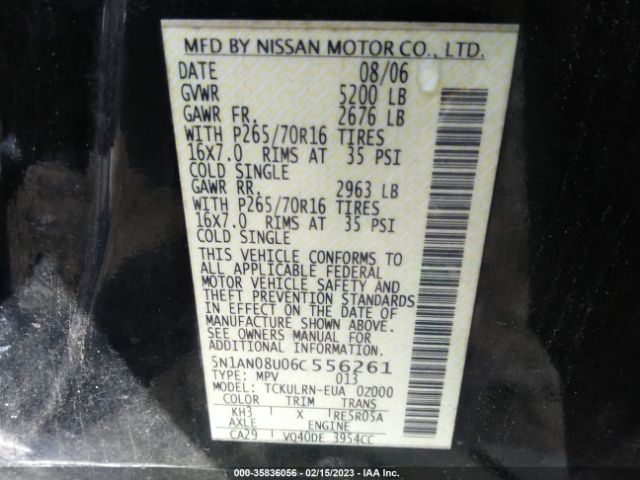 MFD BY NISSAN MOTOR CO., LTD.
DATE 08/06
GVWR 5200 LB
GAWR FR. 2676 LB
WITH P265/70R16 TIRES
16X7.0 RIMS AT 35 PSI
COLD SINGLE
GAWR RR. 2963 LB
WITH P265/70R16 TIRES
16X7.0 RIMS AT 35 PSI
COLD SINGLE
THIS VEHICLE CONFORMS TO
ALL APPLICABLE FEDERAL
MOTOR VEHICLE SAFETY AND
THEFT PREVENTION STANDARDS
IN EFFECT ON THE DATE OF
MANUFACTURE SHOWN ABOVE.
SEE OWNERS MANUAL FOR
ADDITIONAL INFORMATION
5N1AN08U06C556261
TYPE: MPV 013
MODEL: TCKULRN-EUA 0Z000
COLOR TRIM TRANS
KH3 X RE5R05A
AXLE ENGINE
CA29 VQ40DE 3954CC
000-35836056 - 02/15/2023 - IAA Inc.